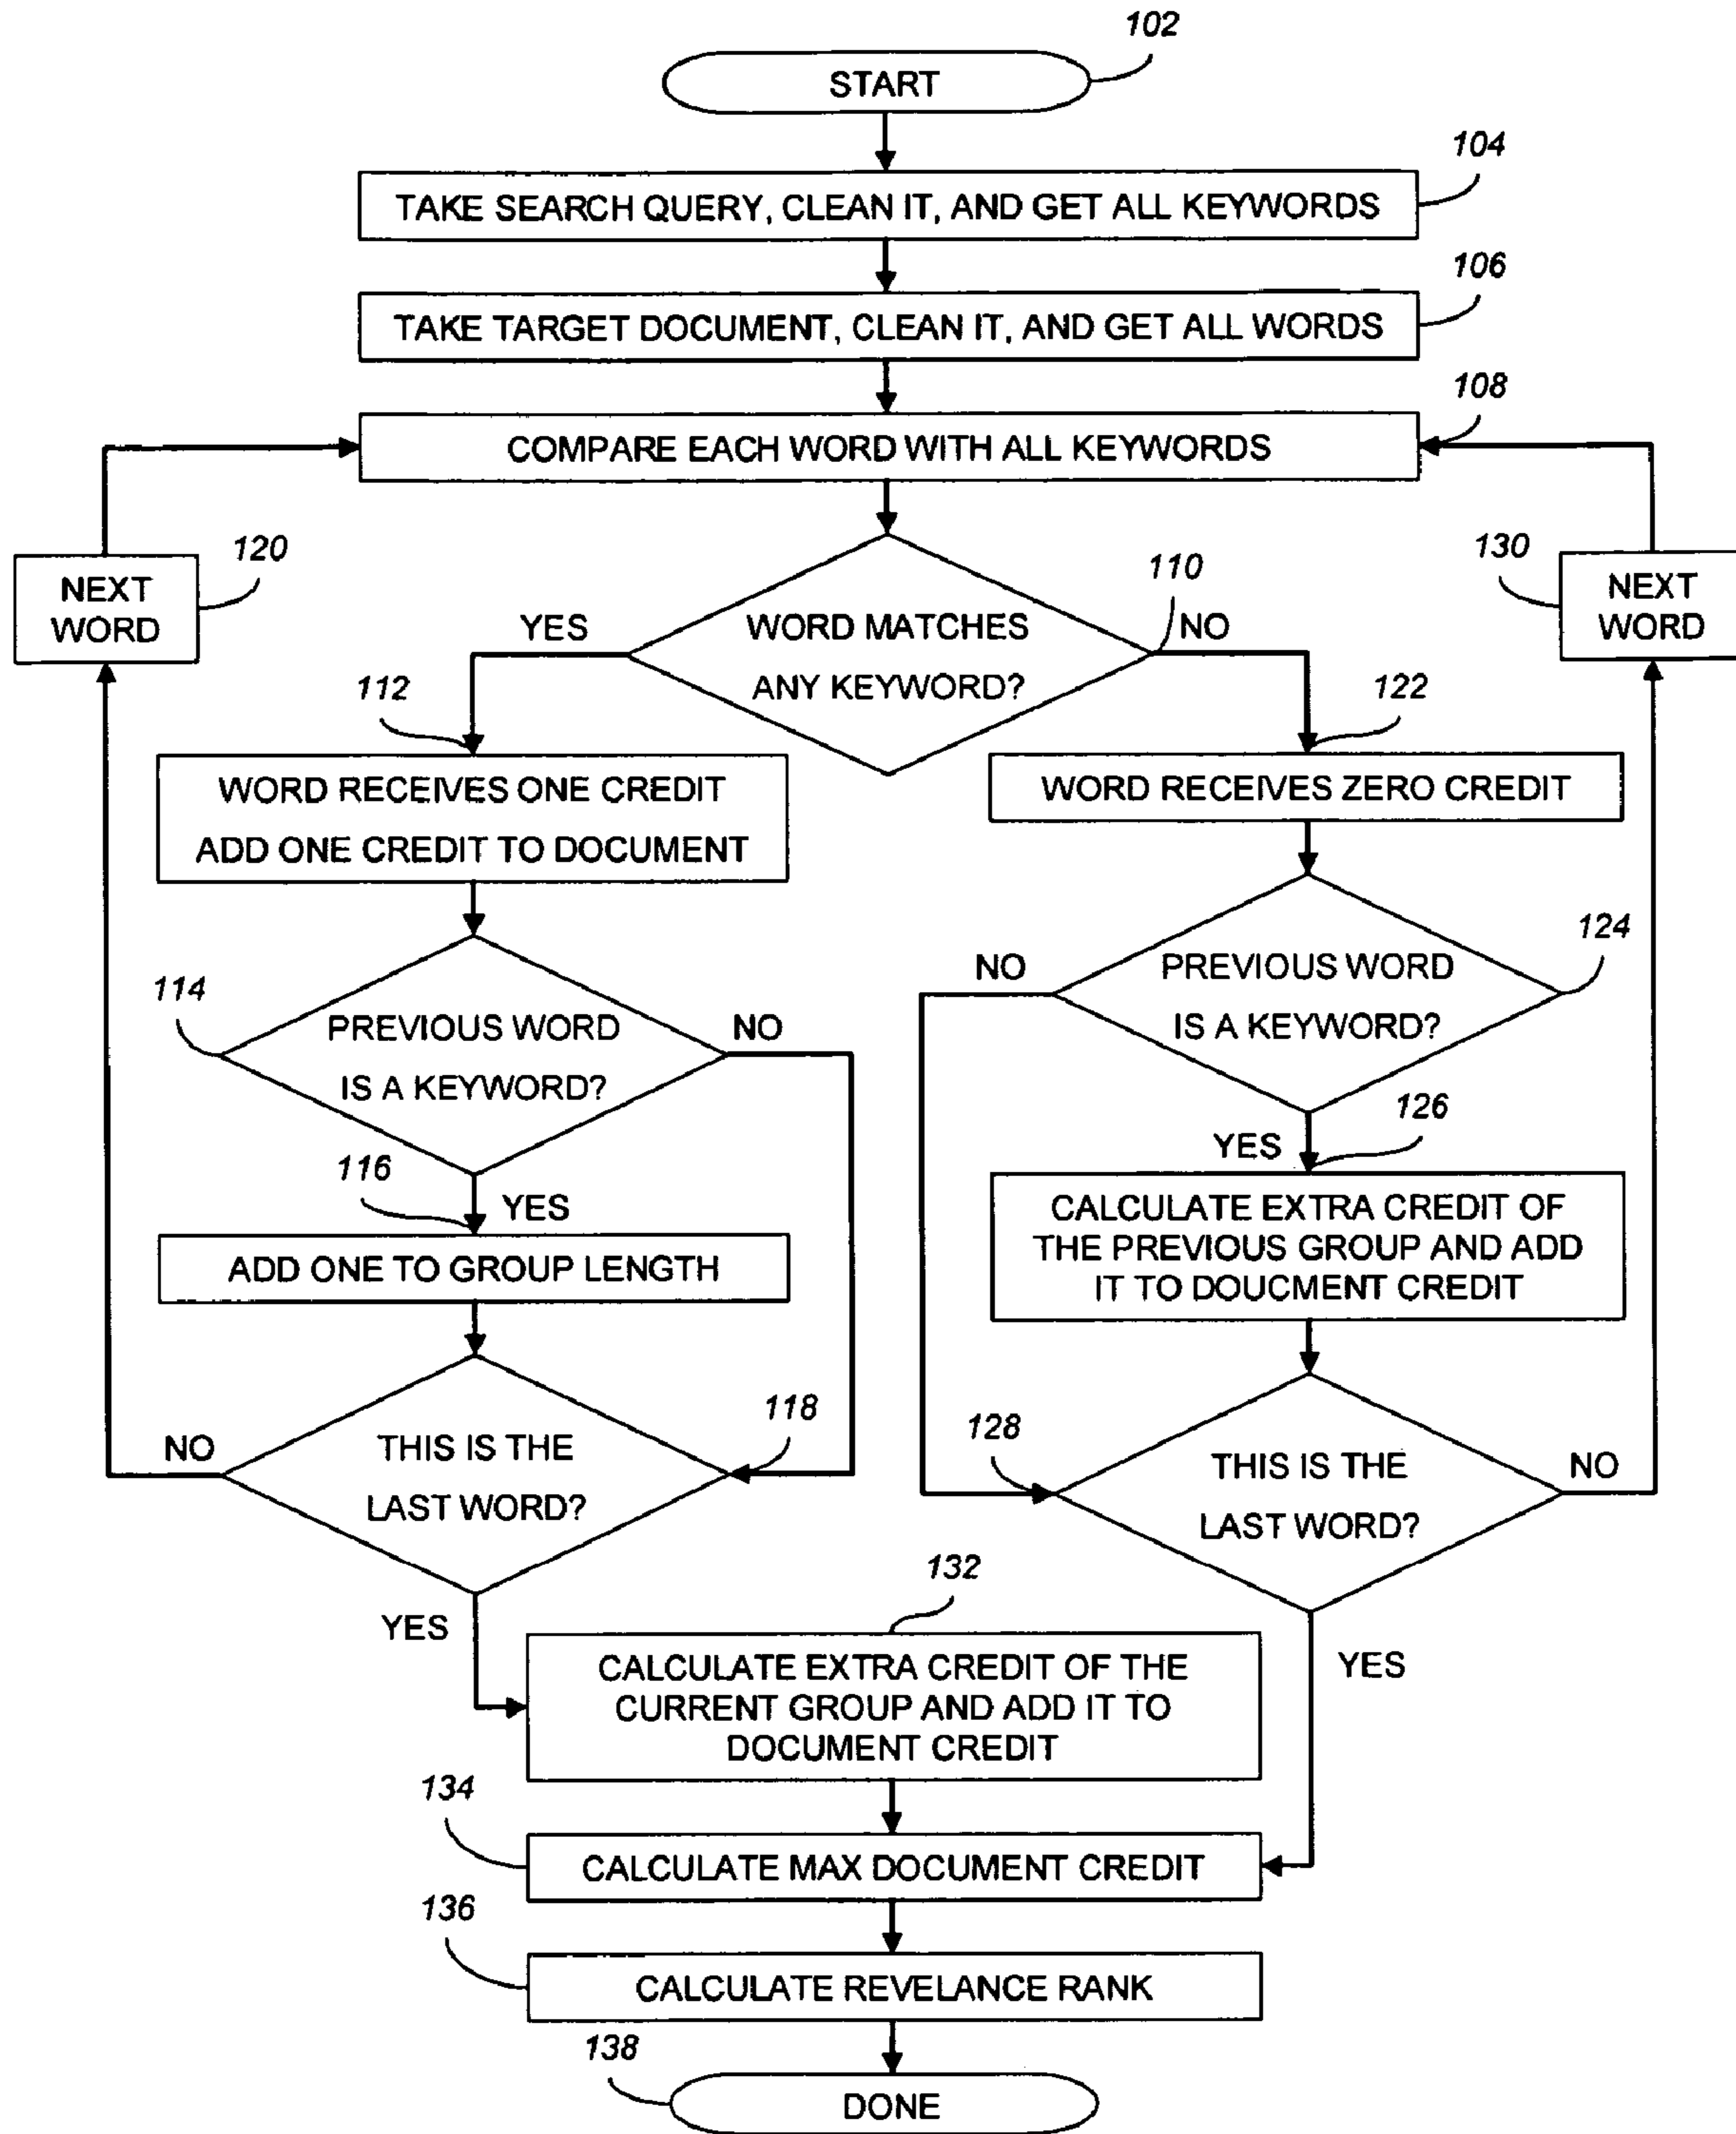 102
START
104
TAKE SEARCH QUERY, CLEAN IT, AND GET ALL KEYWORDS
106
TAKE TARGET DOCUMENT, CLEAN IT, AND GET ALL WORDS
108
COMPARE EACH WORD WITH ALL KEYWORDS
120
NEXT
WORD
130
NEXT
WORD
110
YES
WORD MATCHES
ANY KEYWORD?
NO
112
WORD RECEIVES ONE CREDIT
ADD ONE CREDIT TO DOCUMENT
122
WORD RECEIVES ZERO CREDIT
114
PREVIOUS WORD
IS A KEYWORD?
NO
124
NO
PREVIOUS WORD
IS A KEYWORD?
116
YES
ADD ONE TO GROUP LENGTH
126
YES
CALCULATE EXTRA CREDIT OF
THE PREVIOUS GROUP AND ADD
IT TO DOUCMENT CREDIT
118
NO
THIS IS THE
LAST WORD?
YES
128
THIS IS THE
LAST WORD?
NO
YES
132
CALCULATE EXTRA CREDIT OF THE
CURRENT GROUP AND ADD IT TO
DOCUMENT CREDIT
134
CALCULATE MAX DOCUMENT CREDIT
136
CALCULATE REVELANCE RANK
138
DONE